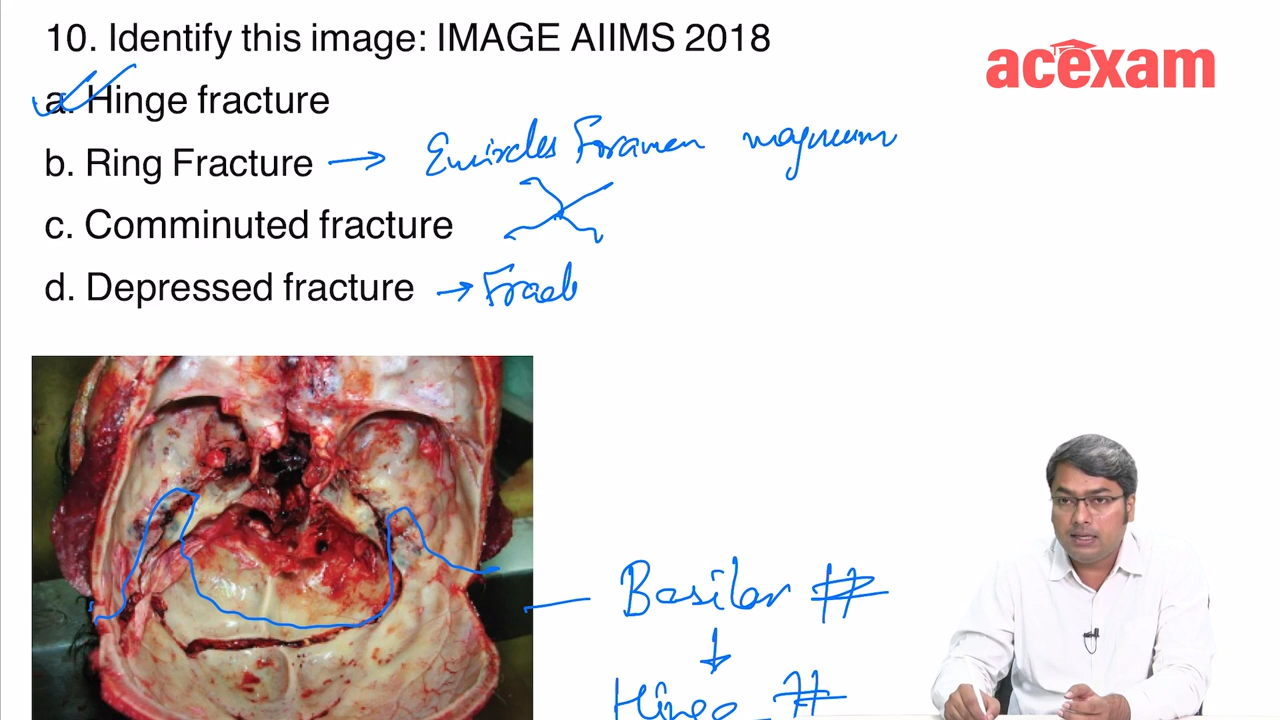 10. Identify this image: IMAGE AIIMS 2018
acexam
a. Hinge fracture
b. Ring Fracture → Encircles Foramen magnum
c. Comminuted fracture
d. Depressed fracture →
Basilar #
↓
Hinge #